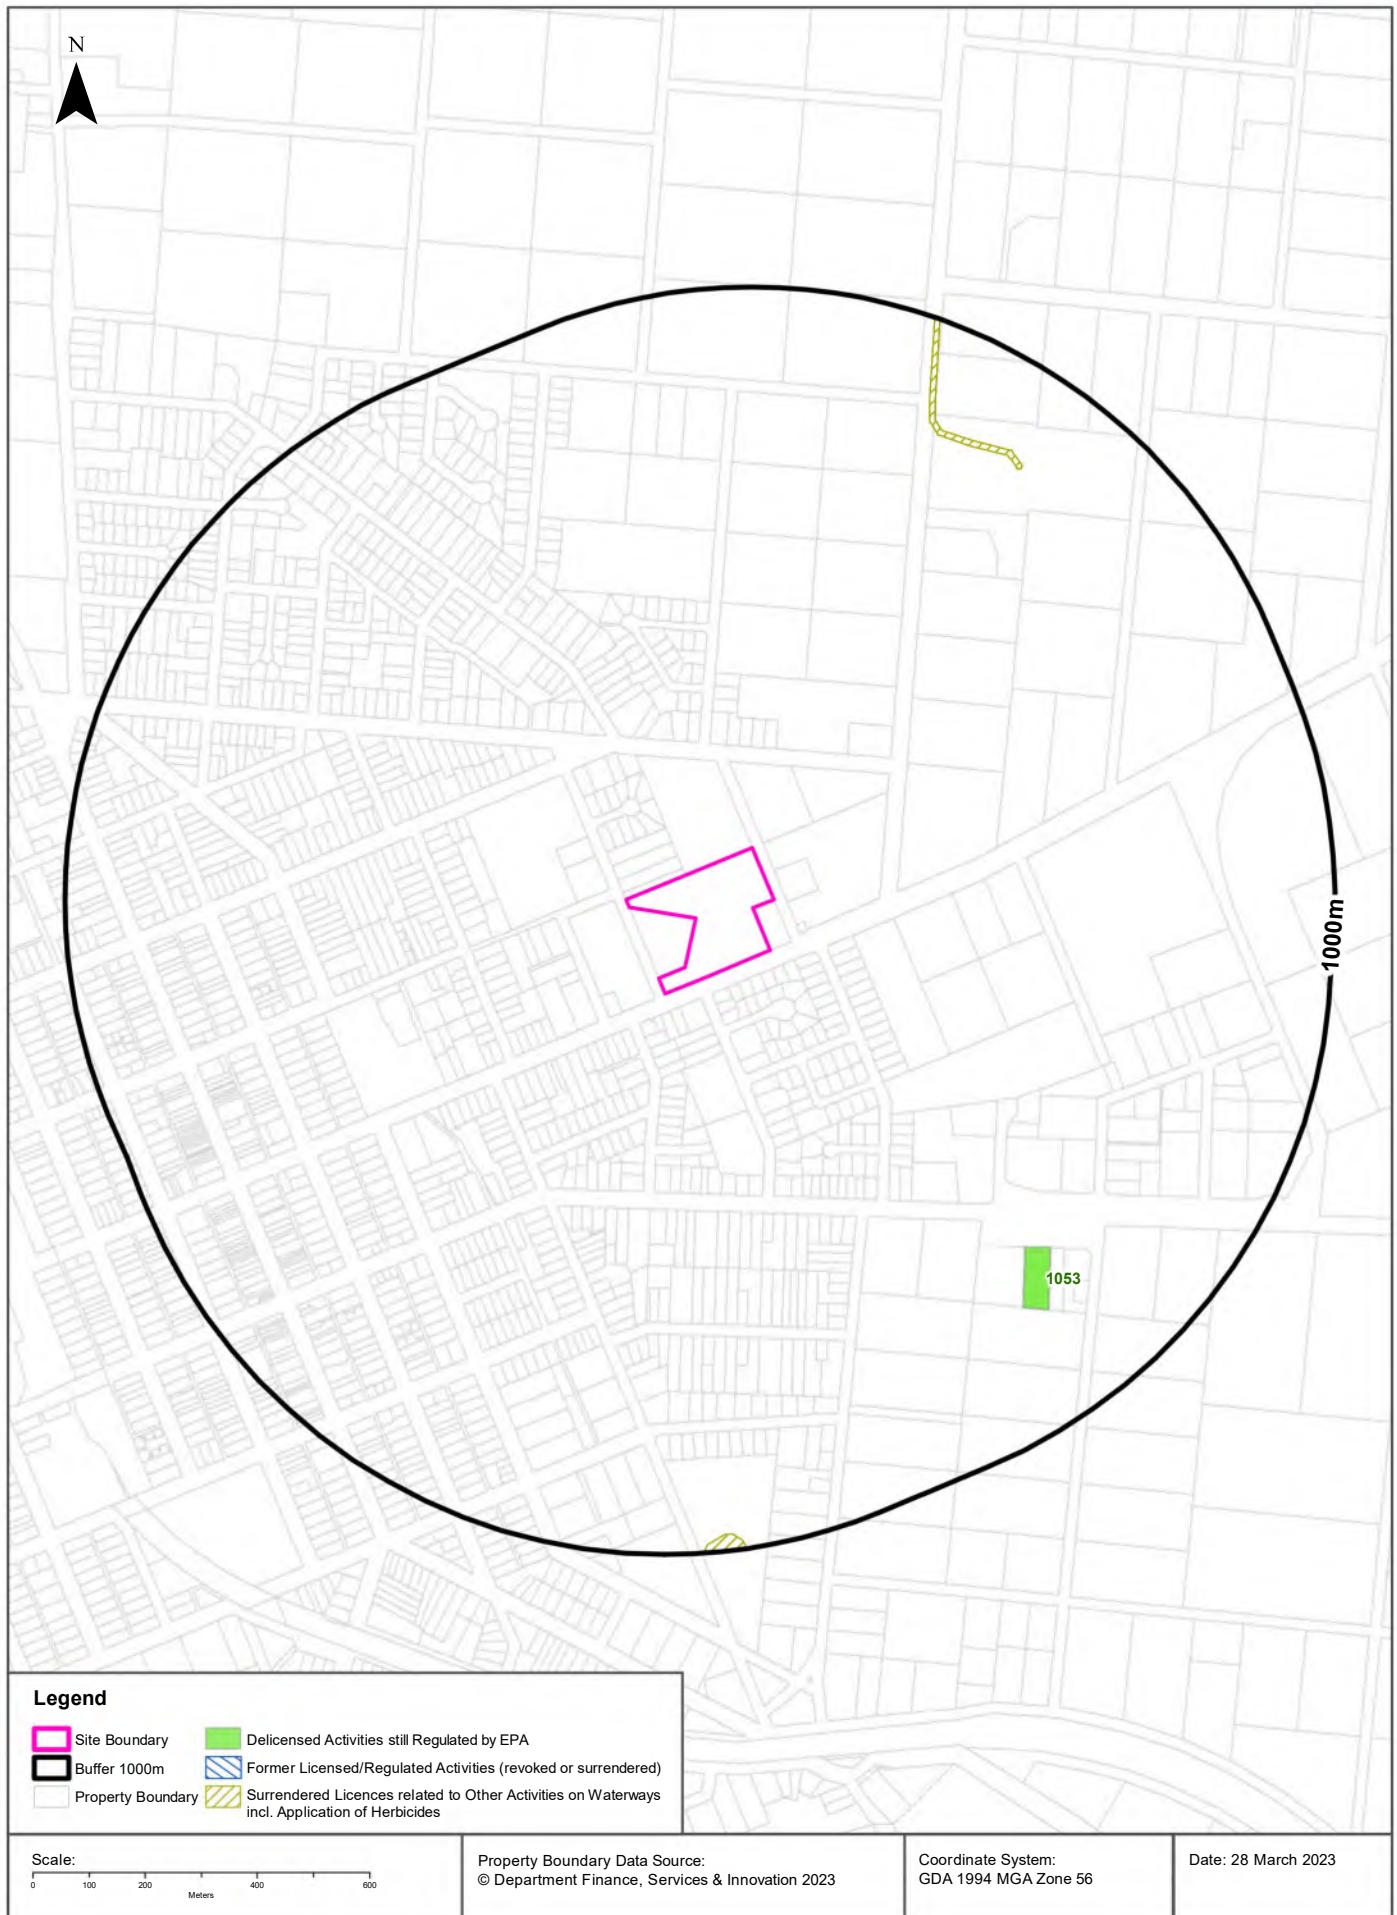 N
1000m
1053
Legend
Site Boundary
Buffer 1000m
Property Boundary
Delicensed Activities still Regulated by EPA
Former Licensed/Regulated Activities (revoked or surrendered)
Surrendered Licences related to Other Activities on Waterways
incl. Application of Herbicides
Scale:
0 100 200 400 600
Meters
Property Boundary Data Source:
© Department Finance, Services & Innovation 2023
Coordinate System:
GDA 1994 MGA Zone 56
Date: 28 March 2023